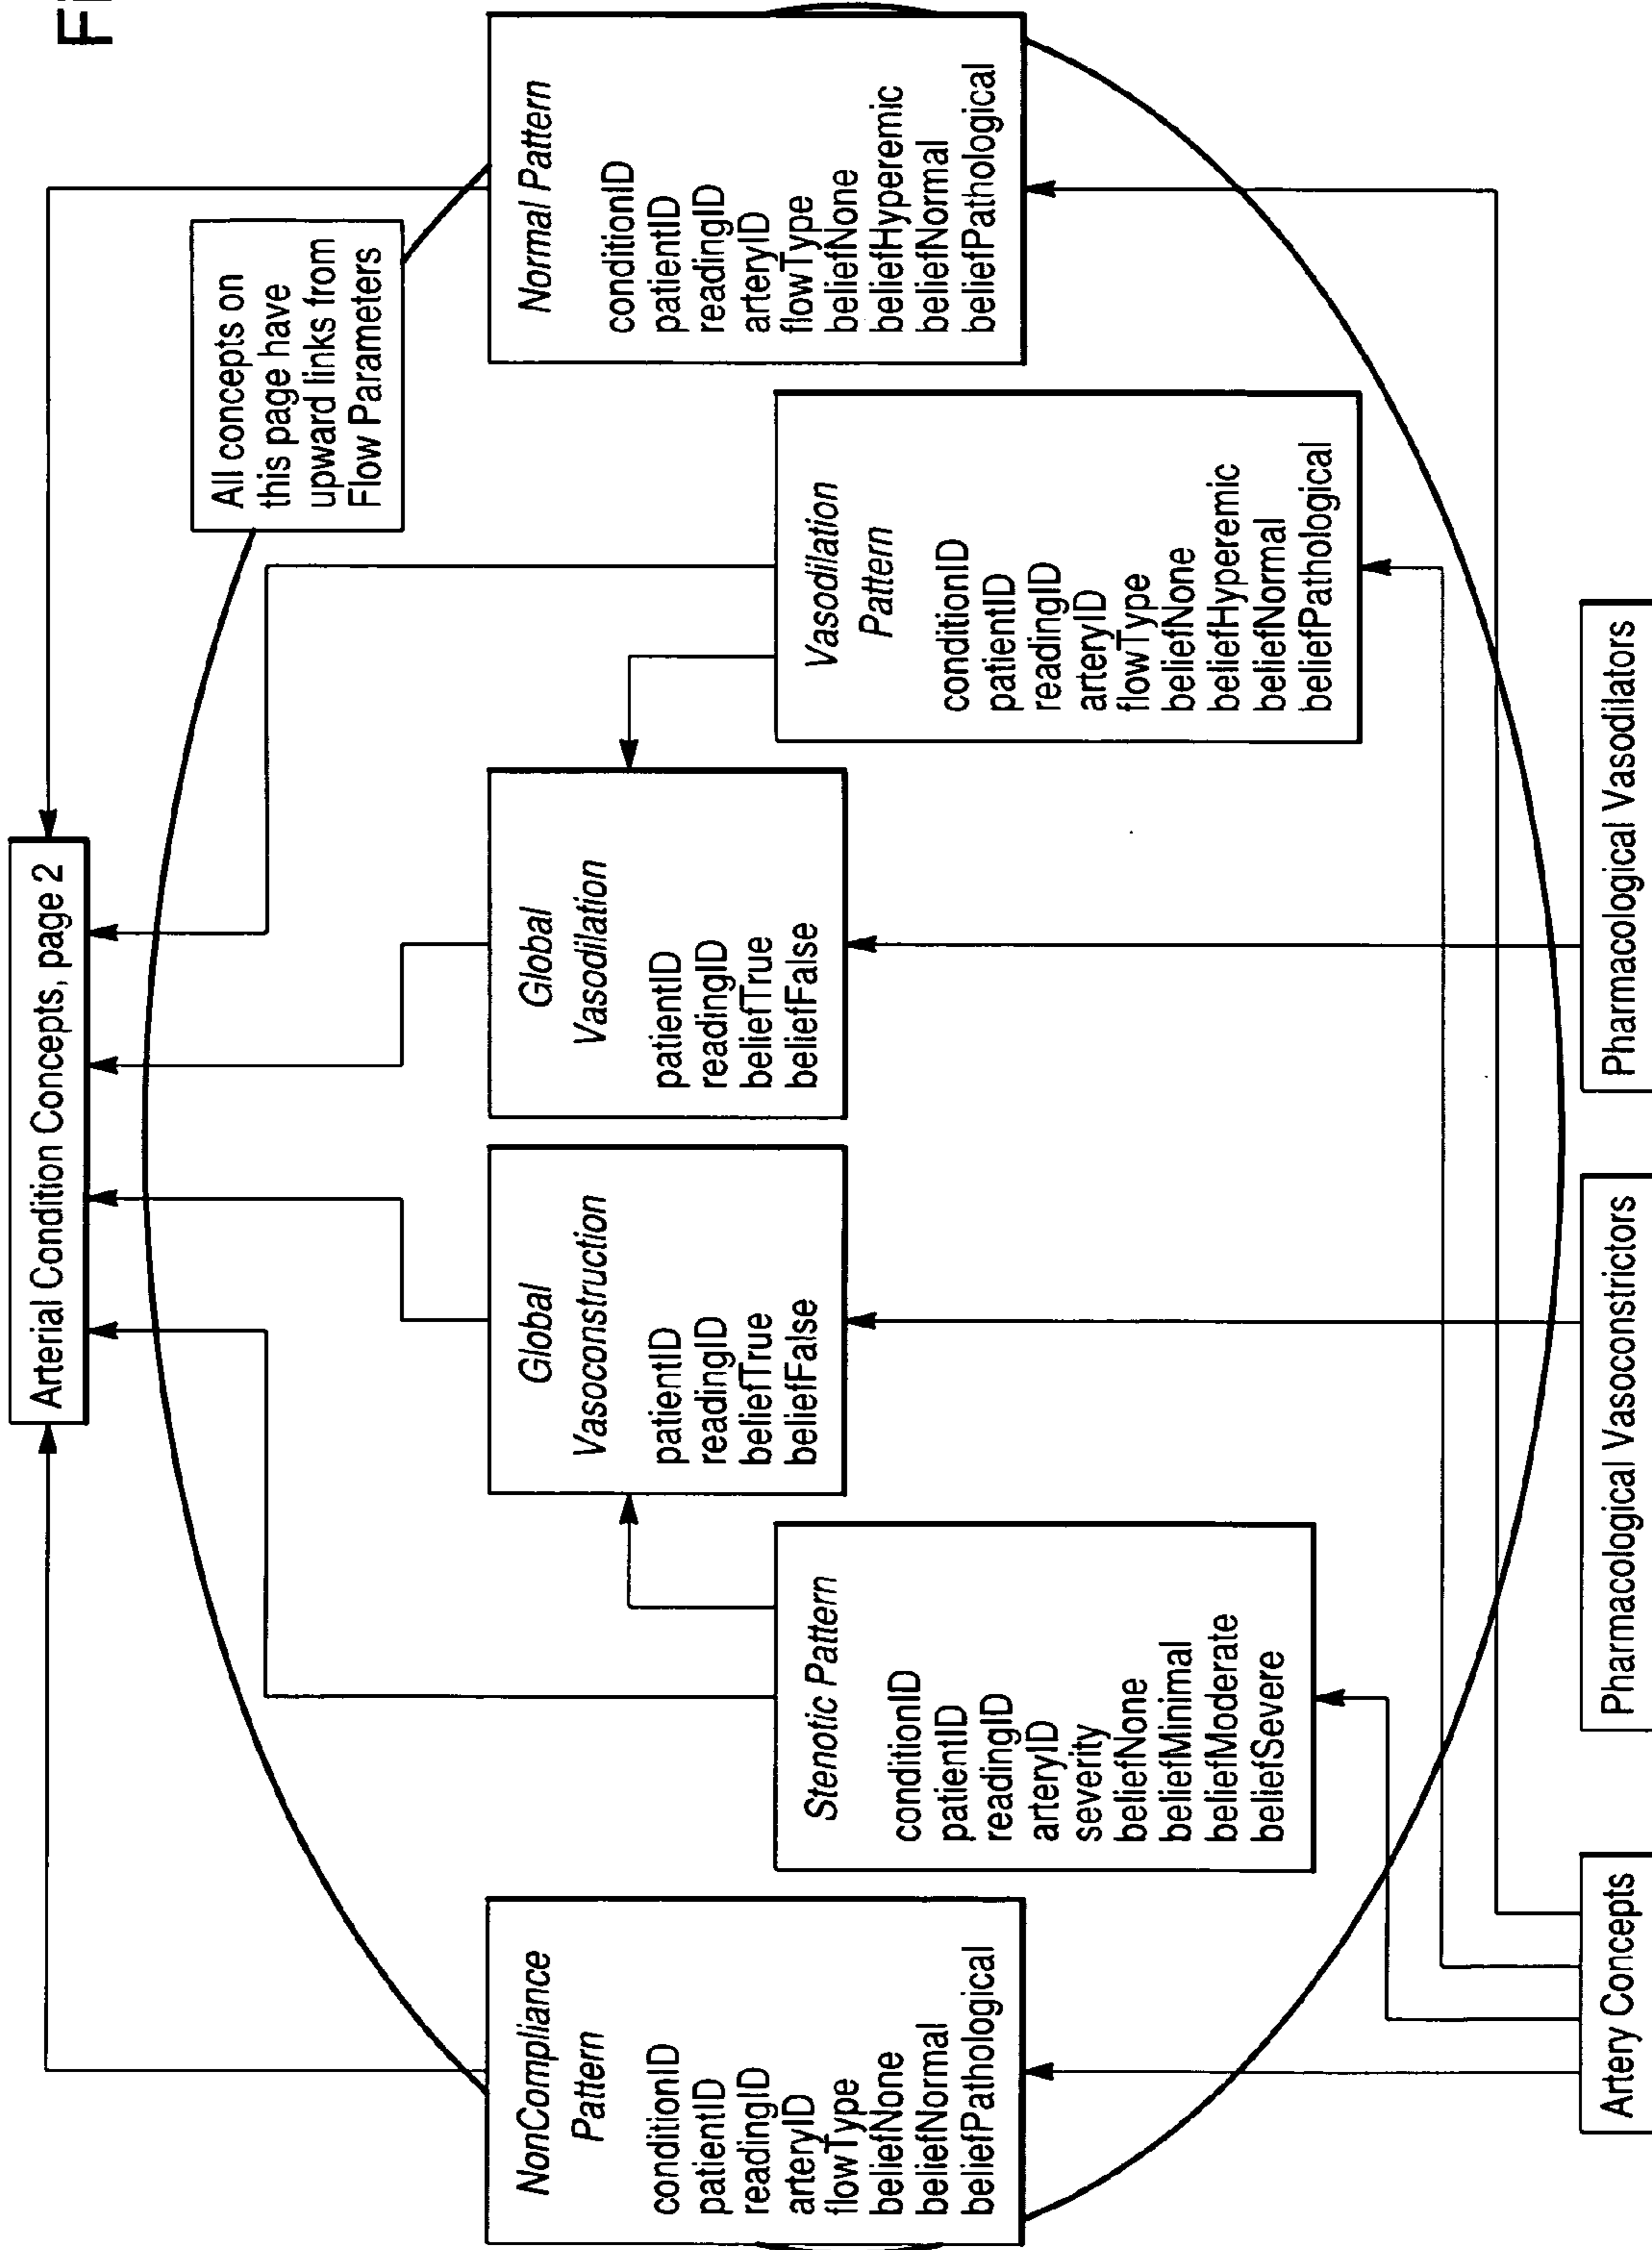 Fi
Arterial Condition Concepts, page 2
All concepts on
this page have
upward links from
Flow Parameters
NonCompliance
Pattern
conditionID
patientID
readingID
arteryID
flowType
beliefNone
beliefNormal
beliefPathological
Stenotic Pattern
conditionID
patientID
readingID
arteryID
severity
beliefNone
beliefMinimal
beliefModerate
beliefSevere
Global
Vasoconstruction
patientID
readingID
beliefTrue
beliefFalse
Global
Vasodilation
patientID
readingID
beliefTrue
beliefFalse
Vasodilation
Pattern
conditionID
patientID
readingID
arteryID
flowType
beliefNone
beliefHyperemic
beliefNormal
beliefPathological
Normal Pattern
conditionID
patientID
readingID
arteryID
flowType
beliefNone
beliefHyperemic
beliefNormal
beliefPathological
Artery Concepts
Pharmacological Vasoconstrictors
Pharmacological Vasodilators